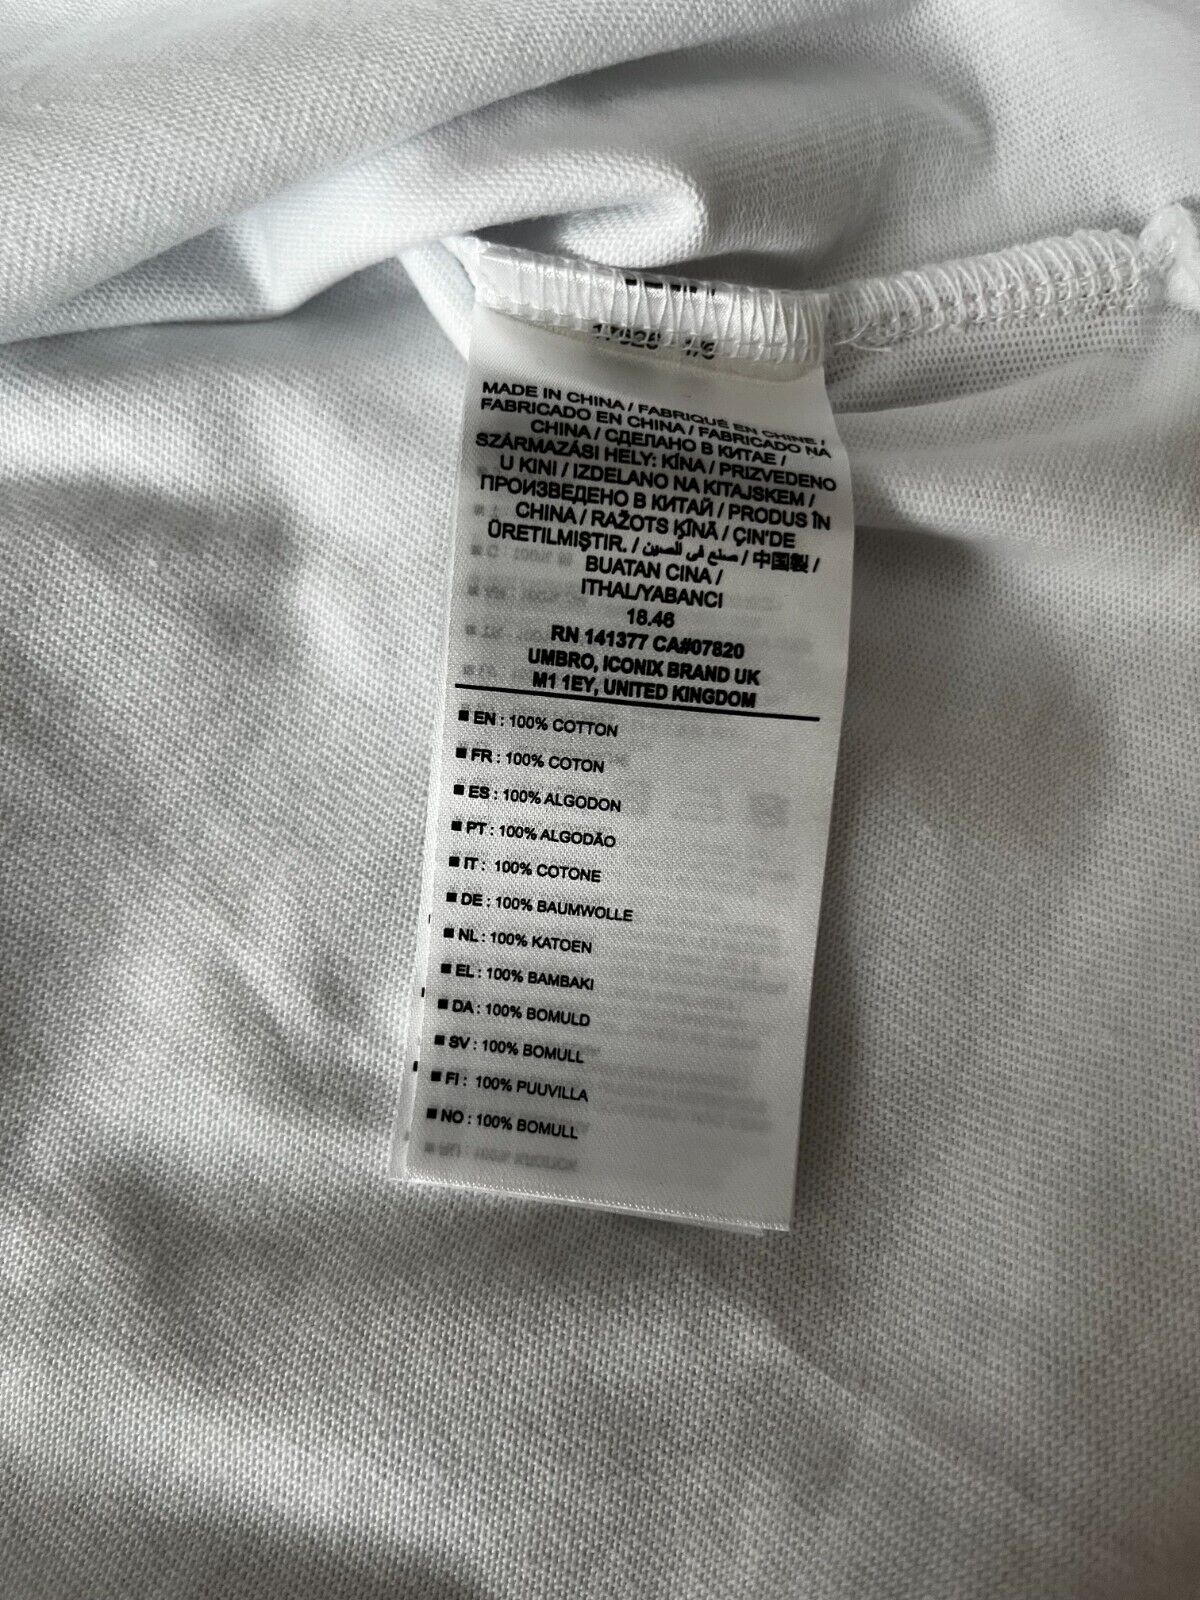 MADE IN CHINA / FABRIQUÉ EN CHINE /
FABRICADO EN CHINA / FABRICADO NA
CHINA / СДЕЛАНО В КИТАЕ /
SZÁRMAZÁSI HELY: KÍNA / PRIZVEDENO
U KINI / IZDELANO NA KITAJSKEM /
ПРОИЗВЕДЕНО В КИТАЙ / PRODUS ÎN
CHINA / RAŽOTS ĶĪNĀ / ÇIN'DE
ÜRETILMIŞTIR. / صنع في الصين / 中国製 /
BUATAN CINA /
ITHAL/YABANCI
18.46
RN 141377 CA#07820
UMBRO, ICONIX BRAND UK
M1 1EY, UNITED KINGDOM
■ EN : 100% COTTON
■ FR : 100% COTON
■ ES : 100% ALGODON
■ PT : 100% ALGODÃO
■ IT : 100% COTONE
■ DE : 100% BAUMWOLLE
■ NL : 100% KATOEN
■ EL : 100% BAMBAKI
■ DA : 100% BOMULD
■ SV : 100% BOMULL
■ FI : 100% PUUVILLA
■ NO : 100% BOMULL